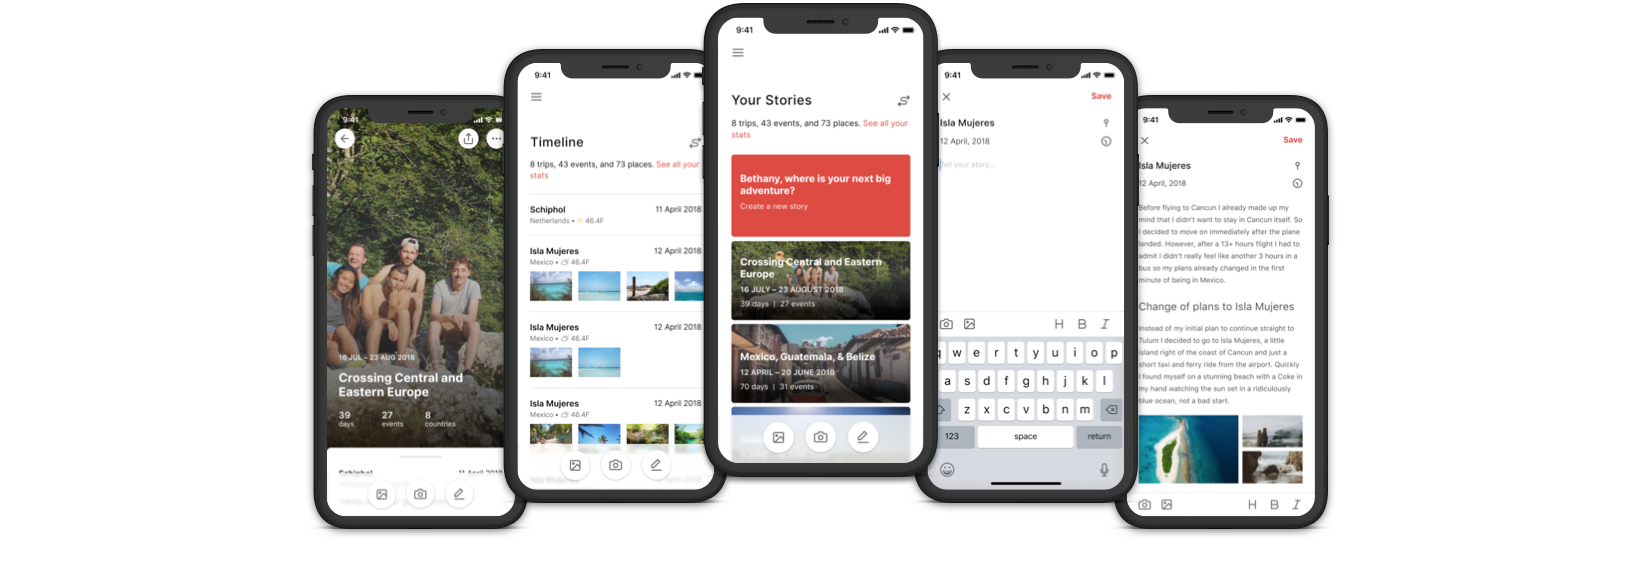 9:41
16 JUL – 23 AUG 2018
Crossing Central and
Eastern Europe
39
27
8
days
events
countries
Schiphol
11 April 2018
9:41
Timeline
8 trips, 43 events, and 73 places. See all your
stats
Schiphol
11 April 2018
Netherlands • 46.4F
Isla Mujeres
12 April 2018
Mexico • 46.4F
Isla Mujeres
12 April 2018
Mexico • 46.4F
Isla Mujeres
12 April 2018
Mexico • 46.4F
9:41
Your Stories
8 trips, 43 events, and 73 places. See all your
stats
Bethany, where is your next big
adventure?
Create a new story
Crossing Central and Eastern
Europe
16 JULY – 23 AUGUST 2018
39 days | 27 events
Mexico, Guatemala, & Belize
12 APRIL – 20 JUNE 2018
70 days | 31 events
9:41
Save
Isla Mujeres
12 April, 2018
Tell your story...
H B I
q w e r t y u i o p
a s d f g h j k l
z x c v b n m
123 space return
9:41
Save
Isla Mujeres
12 April, 2018
Before flying to Cancun I already made up my
mind that I didn't want to stay in Cancun itself. So
I decided to move on immediately after the plane
landed. However, after a 13+ hours flight I had to
admit I didn't really feel like another 3 hours in a
bus so my plans already changed in the first
minute of being in Mexico.
Change of plans to Isla Mujeres
Instead of my initial plan to continue straight to
Tulum I decided to go to Isla Mujeres, a little
island right of the coast of Cancun and just a
short taxi and ferry ride from the airport. Quickly
I found myself on a stunning beach with a Coke in
my hand watching the sun set in a ridiculously
blue ocean, not a bad start.
H B I